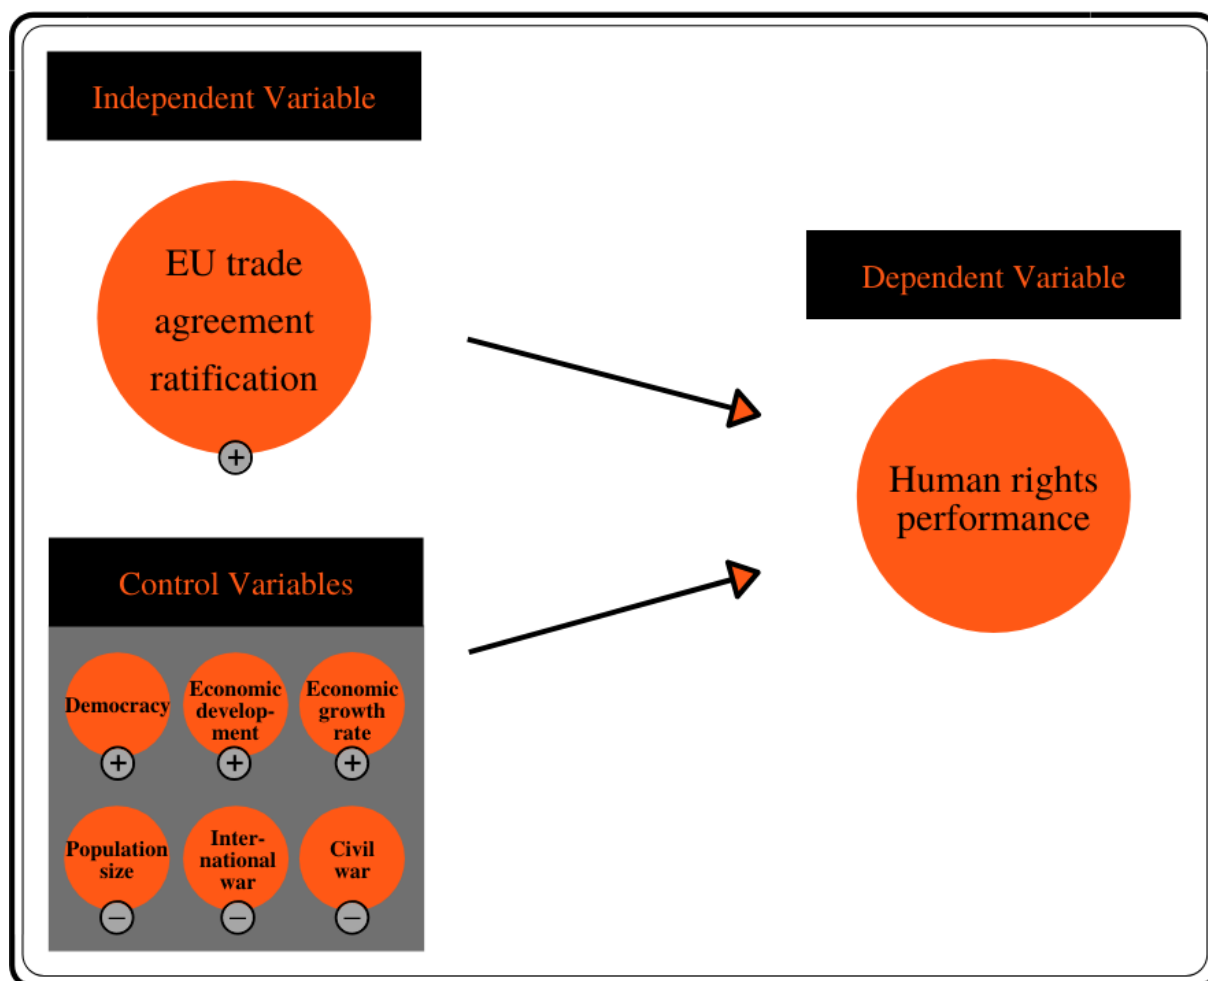 Independent Variable
EU trade
agreement
ratification
+
Dependent Variable
Human rights
performance
Control Variables
Democracy
+
Economic
develop-
ment
+
Economic
growth
rate
+
Population
size
−
Inter-
national
war
−
Civil
war
−